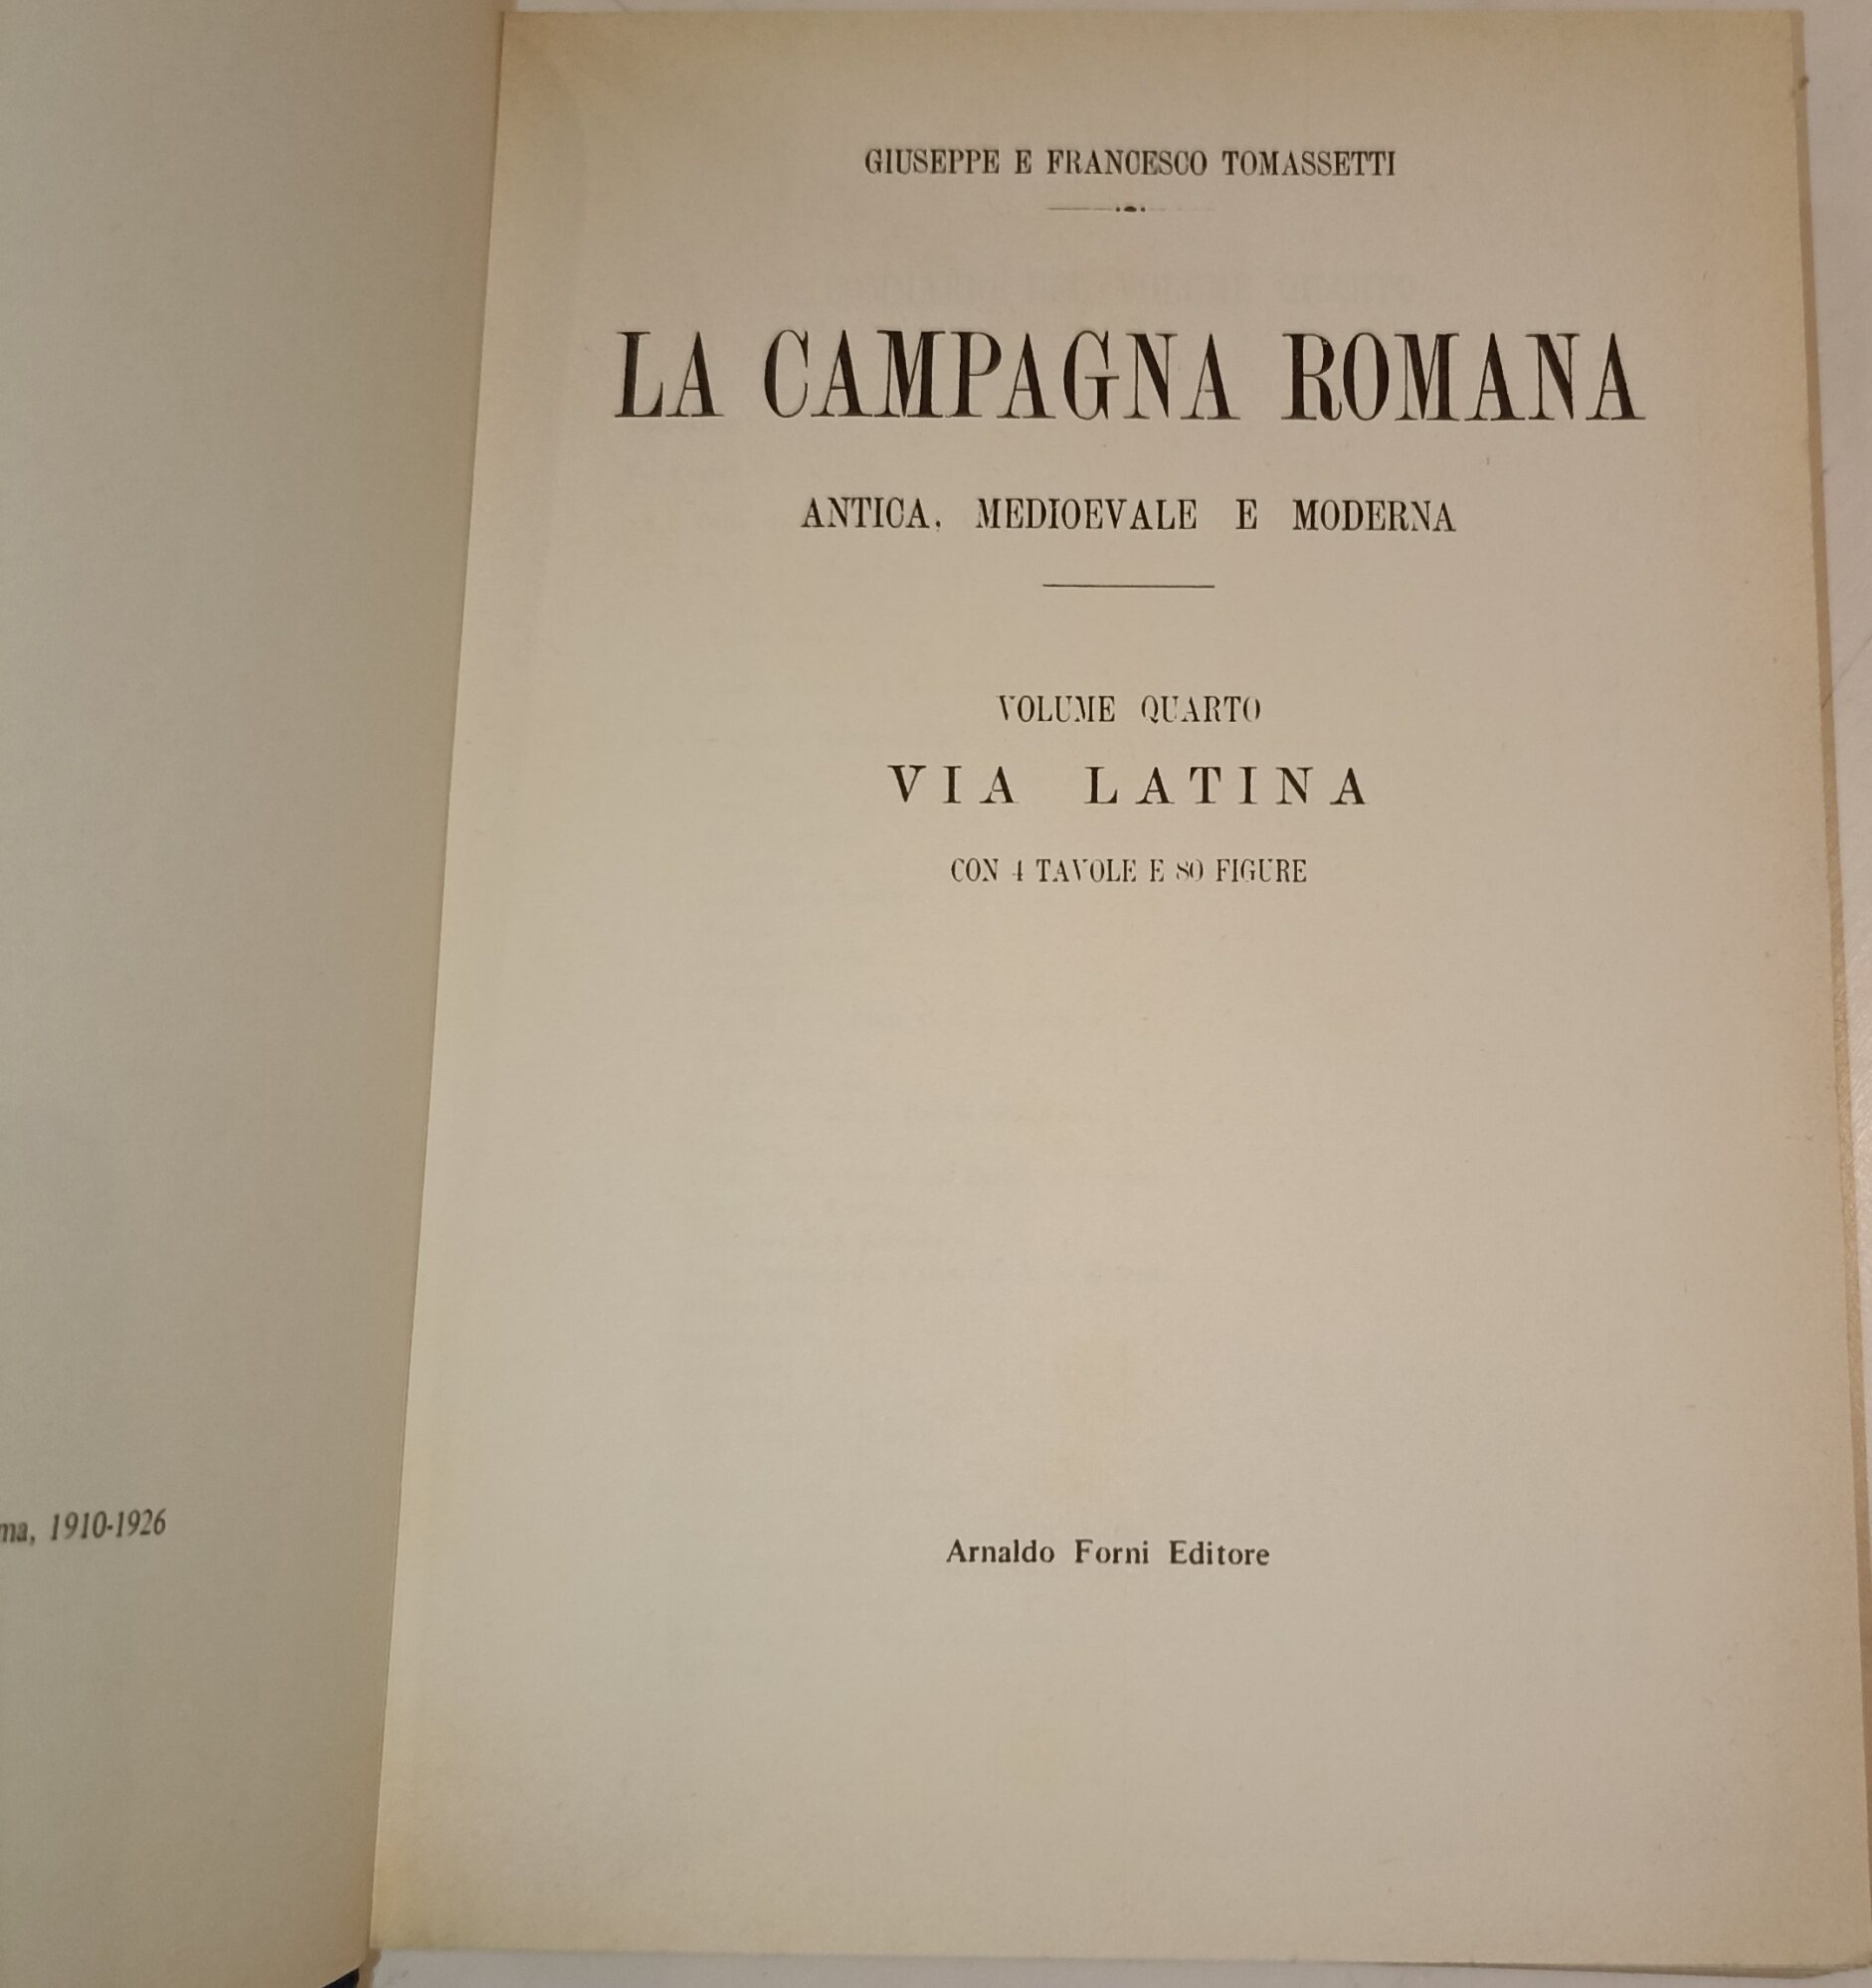 GIUSEPPE E FRANCESCO TOMASSETTI
LA CAMPAGNA ROMANA
ANTICA, MEDIOEVALE E MODERNA
VOLUME QUARTO
VIA LATINA
CON 4 TAVOLE E 80 FIGURE
Arnaldo Forni Editore
1910-1926